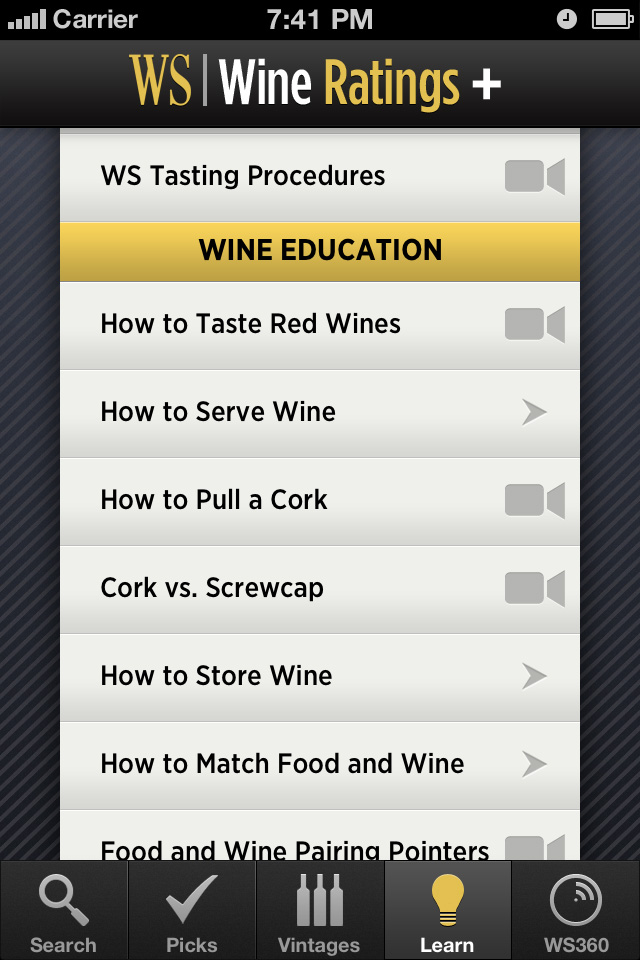 Carrier 7:41 PM
WS | Wine Ratings +
WS Tasting Procedures
WINE EDUCATION
How to Taste Red Wines
How to Serve Wine
How to Pull a Cork
Cork vs. Screwcap
How to Store Wine
How to Match Food and Wine
Food and Wine Pairing Pointers
Search Picks Vintages Learn WS360